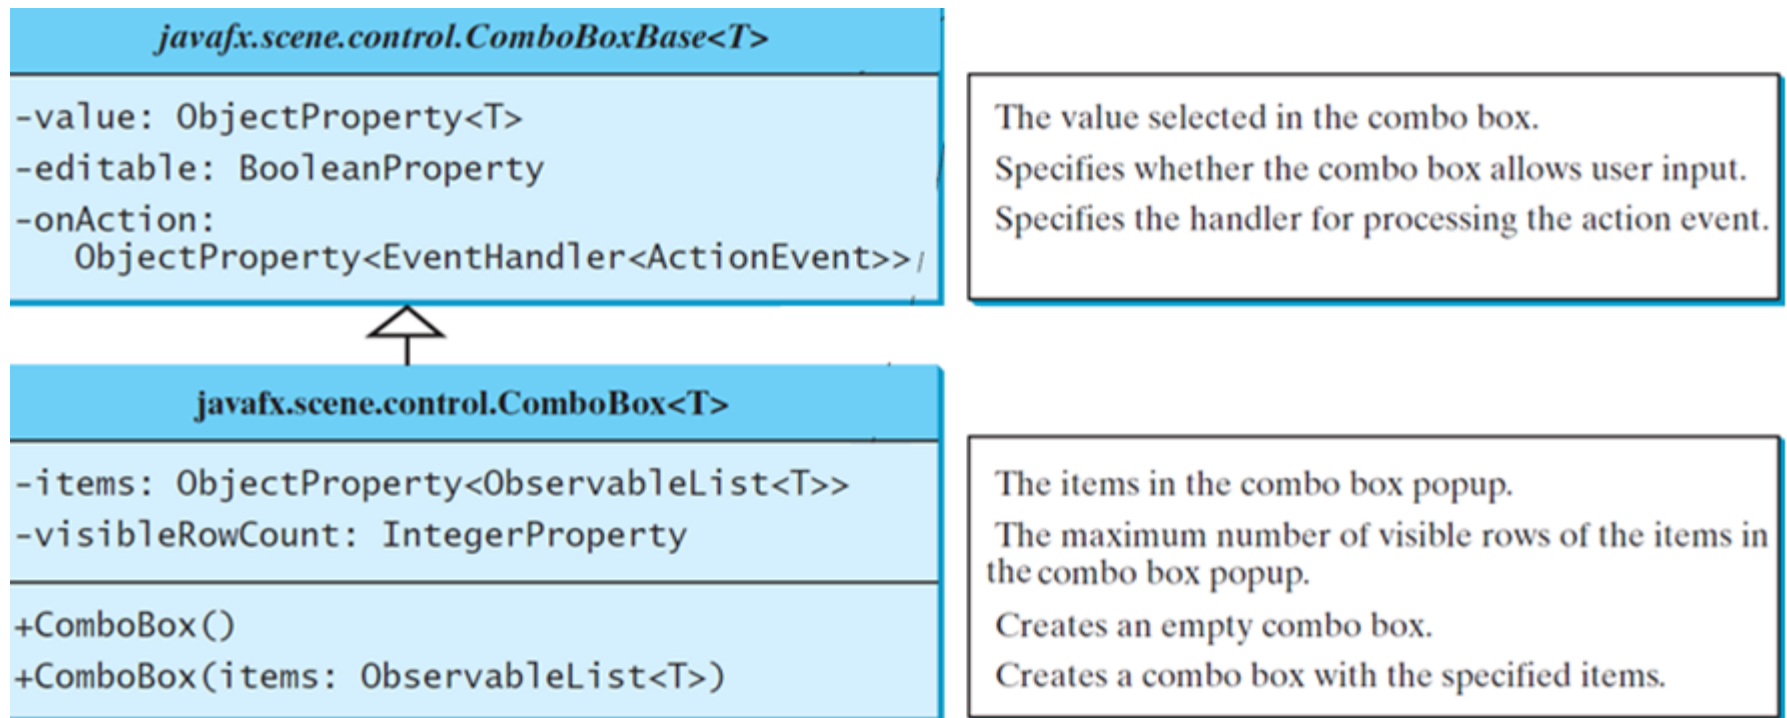 javafx.scene.control.ComboBoxBase<T>
-value: ObjectProperty<T>
-editable: BooleanProperty
-onAction:
ObjectProperty<EventHandler<ActionEvent>>
The value selected in the combo box.
Specifies whether the combo box allows user input.
Specifies the handler for processing the action event.
javafx.scene.control.ComboBox<T>
-items: ObjectProperty<ObservableList<T>>
-visibleRowCount: IntegerProperty
+ComboBox()
+ComboBox(items: ObservableList<T>)
The items in the combo box popup.
The maximum number of visible rows of the items in
the combo box popup.
Creates an empty combo box.
Creates a combo box with the specified items.